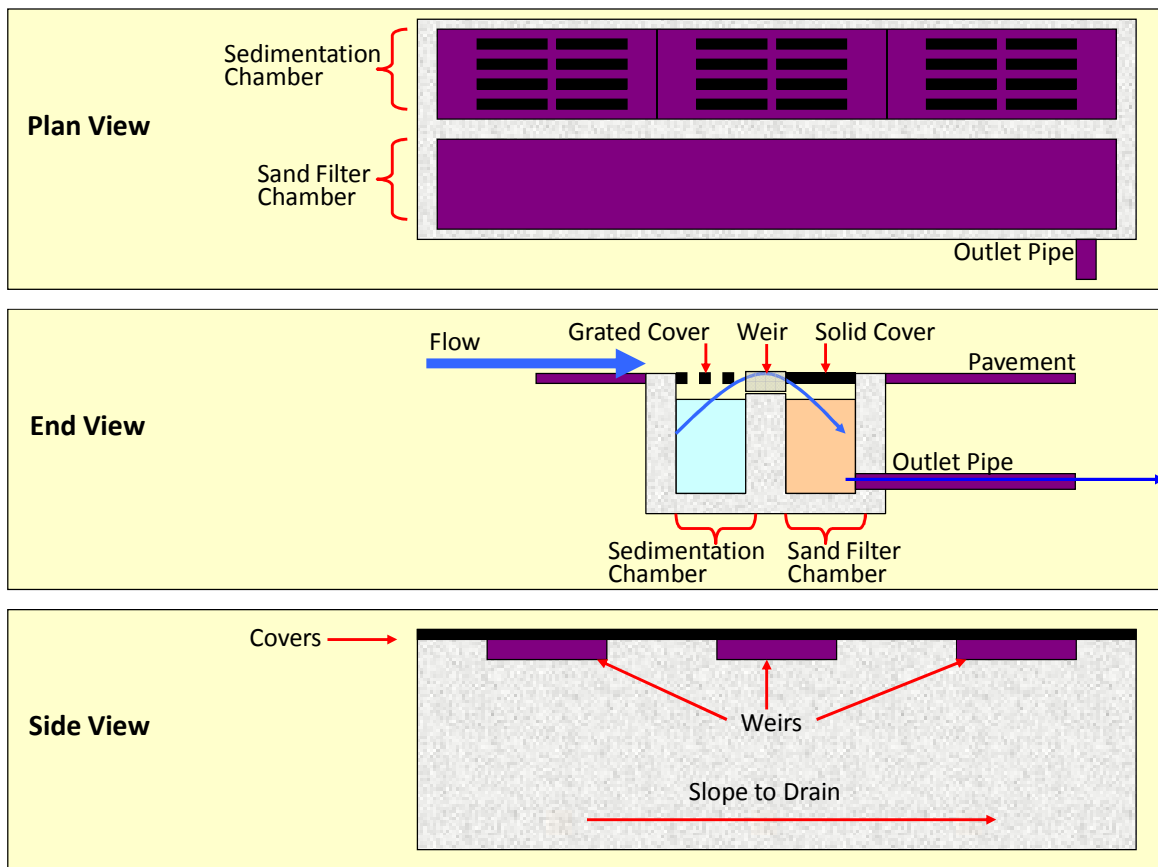 Plan View
Sedimentation
Chamber
Sand Filter
Chamber
Outlet Pipe
End View
Flow
Grated Cover
Weir
Solid Cover
Pavement
Outlet Pipe
Sedimentation
Chamber
Sand Filter
Chamber
Side View
Covers
Weirs
Slope to Drain